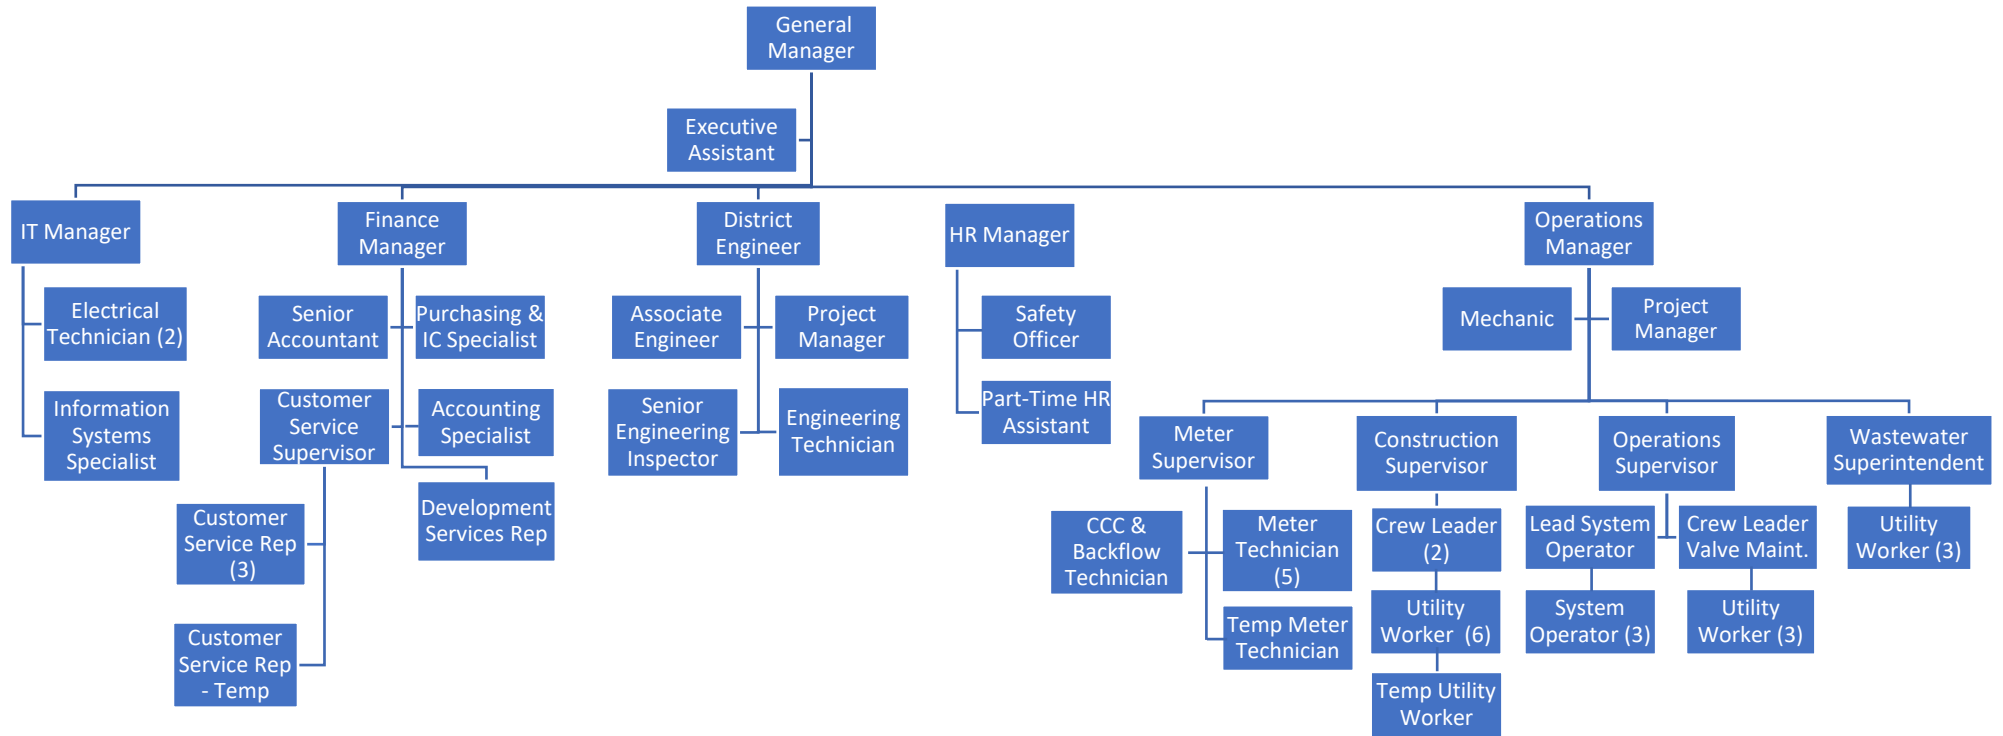 General
Manager
Executive
Assistant
IT Manager
Finance
Manager
District
Engineer
HR Manager
Operations
Manager
Electrical
Technician (2)
Information
Systems
Specialist
Senior
Accountant
Purchasing &
IC Specialist
Customer
Service
Supervisor
Accounting
Specialist
Development
Services Rep
Customer
Service Rep
(3)
Customer
Service Rep
- Temp
Associate
Engineer
Project
Manager
Senior
Engineering
Inspector
Engineering
Technician
Safety
Officer
Part-Time HR
Assistant
Mechanic
Project
Manager
Meter
Supervisor
Construction
Supervisor
Operations
Supervisor
Wastewater
Superintendent
CCC &
Backflow
Technician
Meter
Technician
(5)
Temp Meter
Technician
Crew Leader
(2)
Utility
Worker (6)
Temp Utility
Worker
Lead System
Operator
System
Operator (3)
Crew Leader
Valve Maint.
Utility
Worker (3)
Utility
Worker (3)